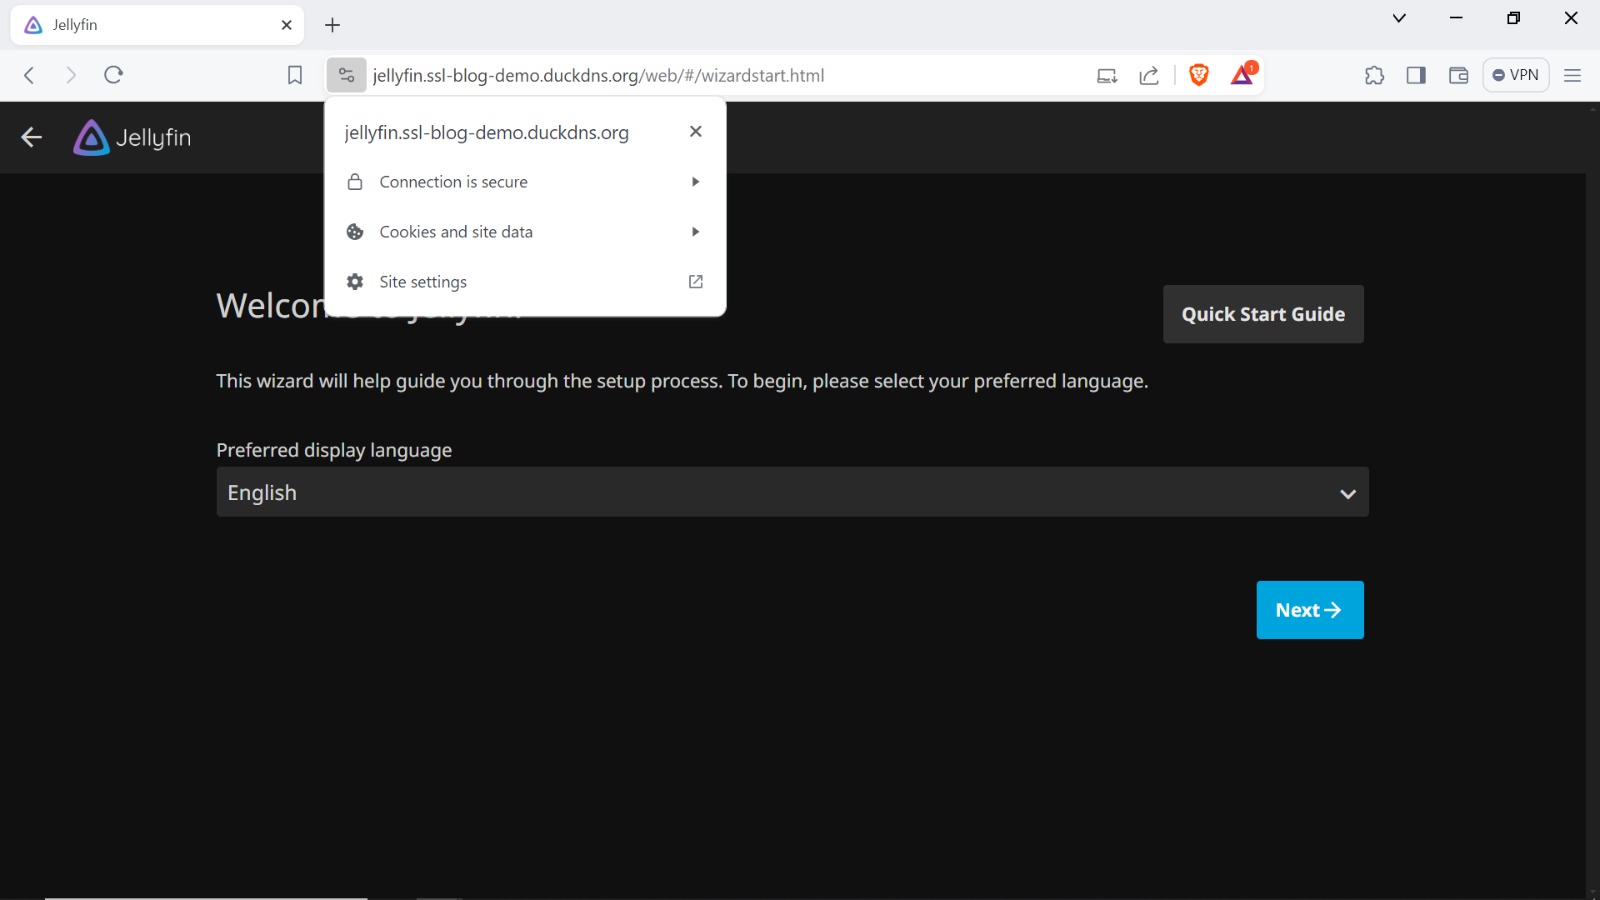 Jellyfin
jellyfin.ssl-blog-demo.duckdns.org/web/#/wizardstart.html
1
VPN
Jellyfin
jellyfin.ssl-blog-demo.duckdns.org
Connection is secure
Cookies and site data
Site settings
Welcom
Quick Start Guide
This wizard will help guide you through the setup process. To begin, please select your preferred language.
Preferred display language
English
Next